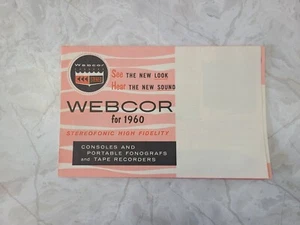 Webcor
See THE NEW LOOK
Hear THE NEW SOUND
WEBCOR
for 1960
STEREOFONIC HIGH FIDELITY
CONSOLES AND
PORTABLE FONOGRAFS
and TAPE RECORDERS